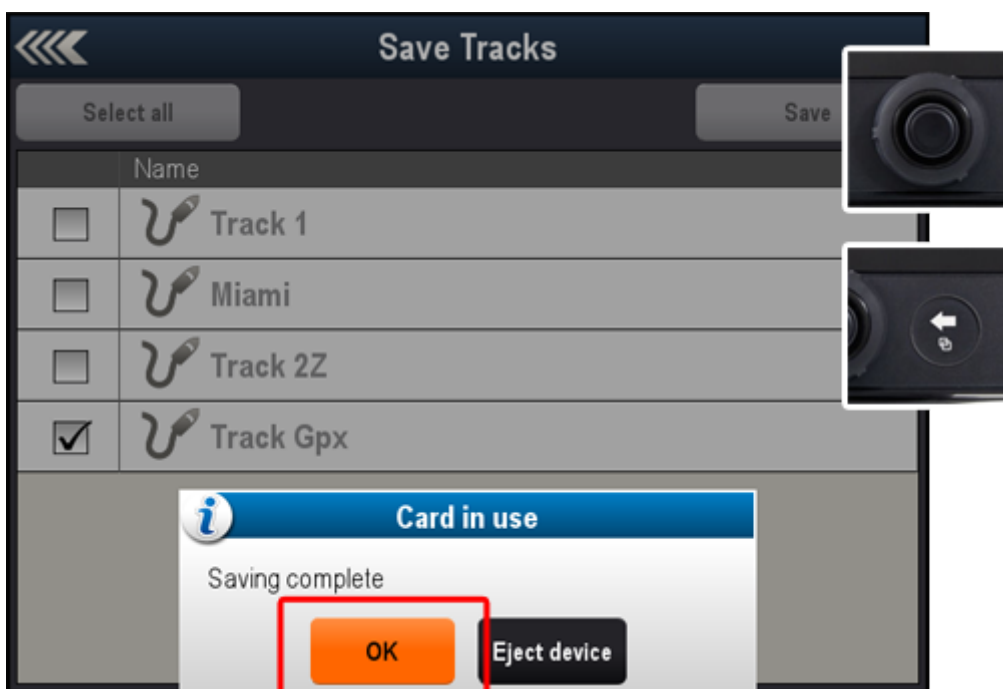 Save Tracks
Select all
Save
Name
Track 1
Miami
Track 2Z
Track Gpx
Card in use
Saving complete
OK
Eject device